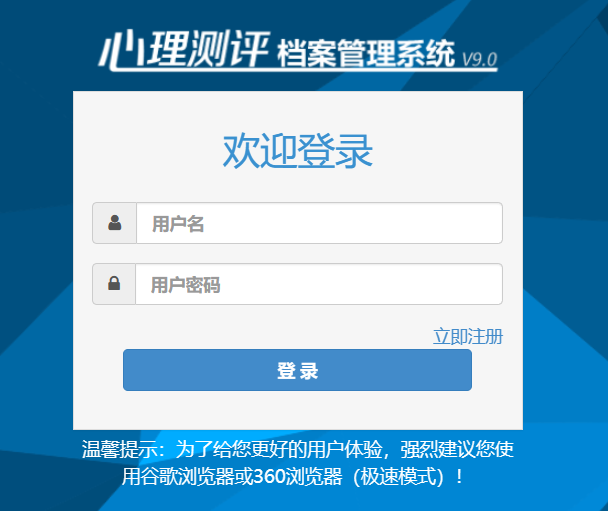 心理测评 档案管理系统 V9.0
欢迎登录
用户名
用户密码
立即注册
登 录
温馨提示：为了给您更好的用户体验，强烈建议您使
用谷歌浏览器或360浏览器（极速模式）！